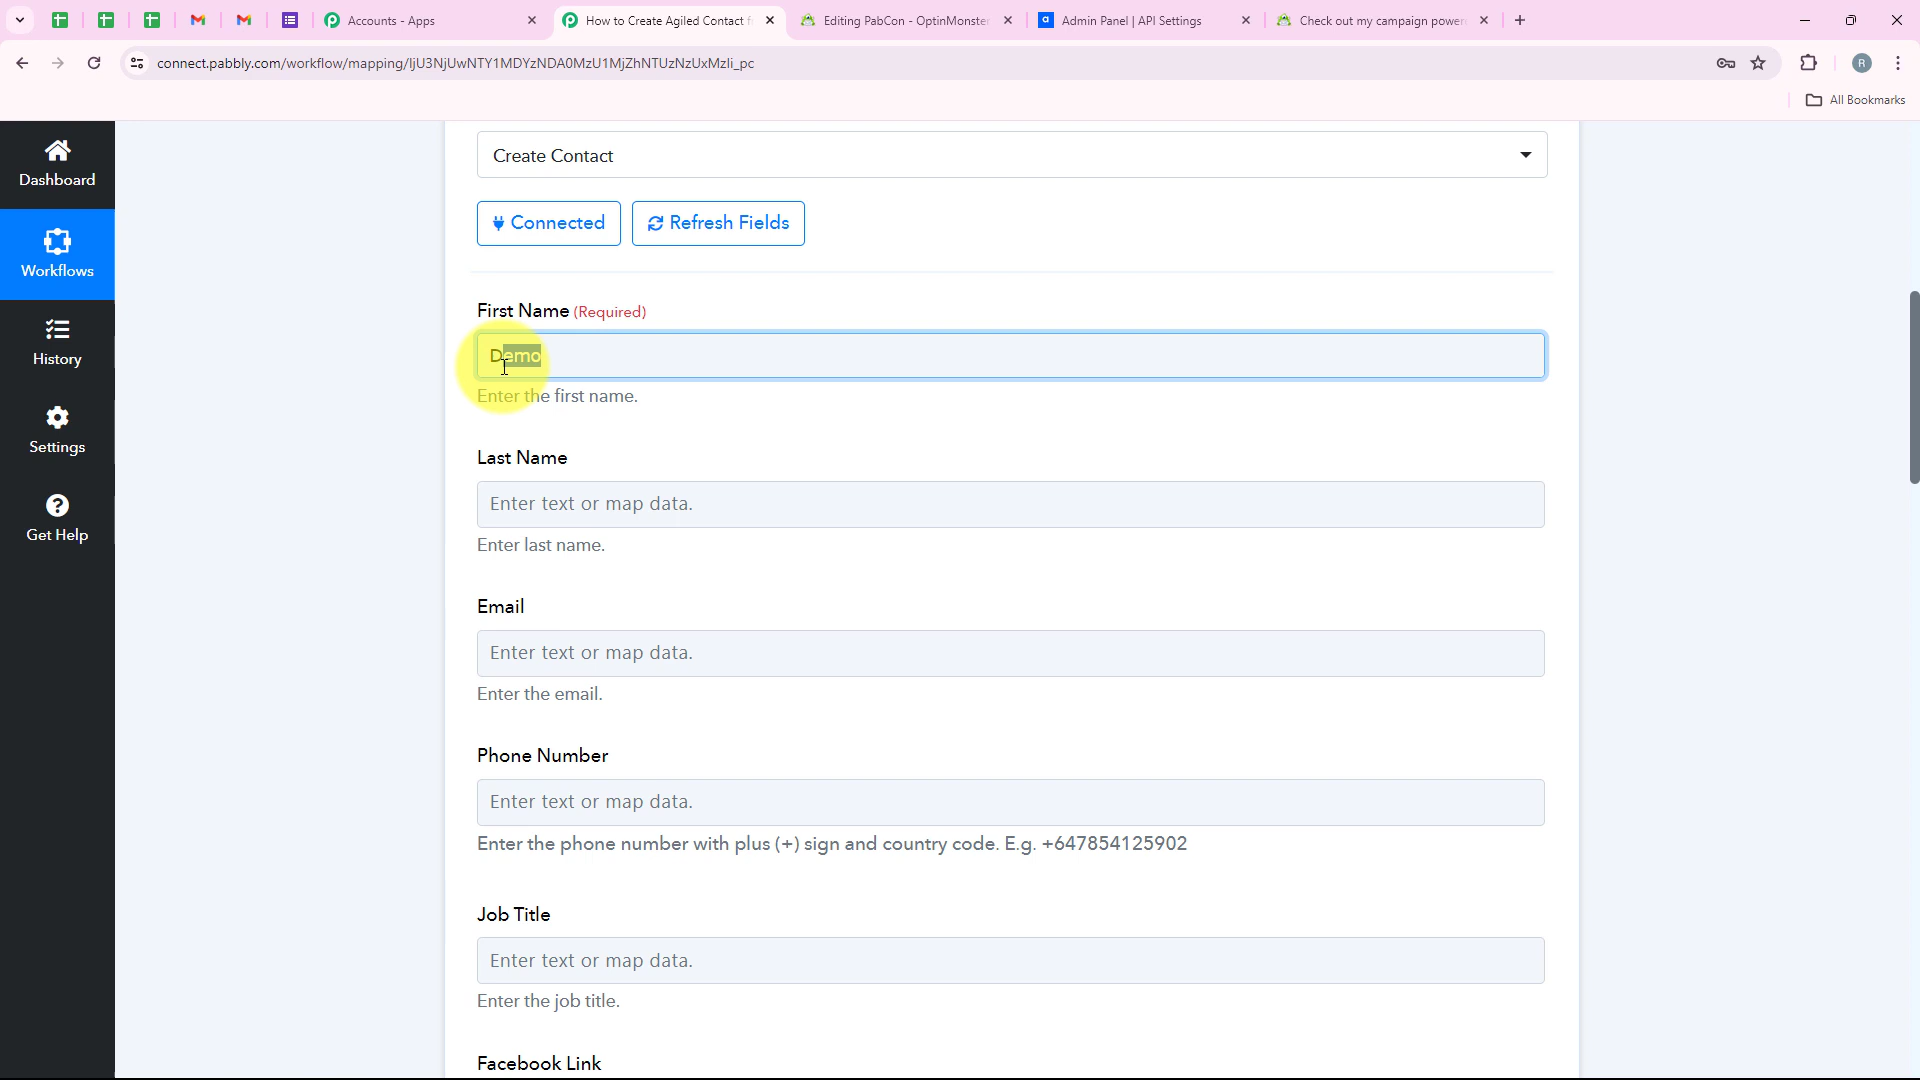 Accounts - Apps
How to Create Agiled Contact f
Editing PabCon - OptinMonster
Admin Panel | API Settings
Check out my campaign power
connect.pabbly.com/workflow/mapping/IjU3NjUwNTY1MDYzNDA0MzU1MjZhNTUzNzUxMzIi_pc
R
All Bookmarks
Dashboard
Workflows
History
Settings
Get Help
Create Contact
Connected
Refresh Fields
First Name (Required)
Demo
Enter the first name.
Last Name
Enter text or map data.
Enter last name.
Email
Enter text or map data.
Enter the email.
Phone Number
Enter text or map data.
Enter the phone number with plus (+) sign and country code. E.g. +647854125902
Job Title
Enter text or map data.
Enter the job title.
Facebook Link